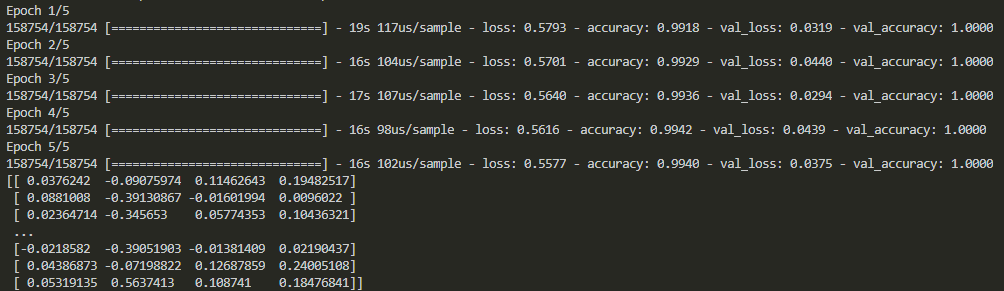 Epoch 1/5
158754/158754 [==============================] - 19s 117us/sample - loss: 0.5793 - accuracy: 0.9918 - val_loss: 0.0319 - val_accuracy: 1.0000
Epoch 2/5
158754/158754 [==============================] - 16s 104us/sample - loss: 0.5701 - accuracy: 0.9929 - val_loss: 0.0440 - val_accuracy: 1.0000
Epoch 3/5
158754/158754 [==============================] - 17s 107us/sample - loss: 0.5640 - accuracy: 0.9936 - val_loss: 0.0294 - val_accuracy: 1.0000
Epoch 4/5
158754/158754 [==============================] - 16s 98us/sample - loss: 0.5616 - accuracy: 0.9942 - val_loss: 0.0439 - val_accuracy: 1.0000
Epoch 5/5
158754/158754 [==============================] - 16s 102us/sample - loss: 0.5577 - accuracy: 0.9940 - val_loss: 0.0375 - val_accuracy: 1.0000
[[ 0.0376242  -0.09075974  0.11462643  0.19482517]
 [ 0.0881008  -0.39130867 -0.01601994  0.0096022 ]
 [ 0.02364714 -0.345653    0.05774353  0.10436321]
 ...
 [-0.0218582  -0.39051903 -0.01381409  0.02190437]
 [ 0.04386873 -0.07198822  0.12687859  0.24005108]
 [ 0.05319135  0.5637413   0.108741    0.18476841]]